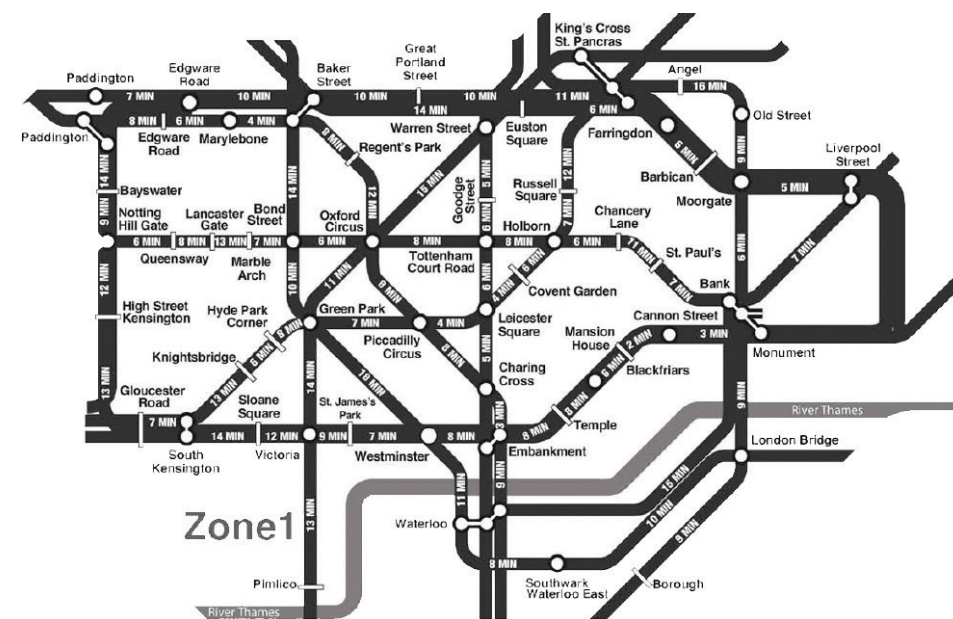 King's Cross
St. Pancras
Great
Portland
Street
Baker
Street
Edgware
Road
Paddington
Angel
7 MIN
10 MIN
10 MIN
10 MIN
11 MIN
16 MIN
14 MIN
6 MIN
Old Street
Paddington
8 MIN
6 MIN
4 MIN
Edgware
Road
Marylebone
8 MIN
Regent's Park
Warren Street
Euston
Square
Farringdon
6 MIN
9 MIN
Liverpool
Street
Barbican
Moorgate
5 MIN
14 MIN
Bayswater
14 MIN
12 MIN
15 MIN
Goodge
Street
5 MIN
Russell
Square
12 MIN
9 MIN
Notting
Hill Gate
Lancaster
Gate
Bond
Street
Oxford
Circus
6 MIN
Holborn
7 MIN
Chancery
Lane
6 MIN
8 MIN
13 MIN
7 MIN
6 MIN
8 MIN
8 MIN
6 MIN
11 MIN
St. Paul's
7 MIN
6 MIN
7 MIN
Queensway
Marble
Arch
Tottenham
Court Road
12 MIN
10 MIN
11 MIN
8 MIN
6 MIN
4 MIN
6 MIN
Covent Garden
Bank
High Street
Kensington
Hyde Park
Corner
Green Park
7 MIN
4 MIN
Leicester
Square
Cannon Street
Mansion
House
3 MIN
Monument
8 MIN
6 MIN
Knightsbridge
Piccadilly
Circus
8 MIN
5 MIN
Charing
Cross
2 MIN
6 MIN
Blackfriars
13 MIN
13 MIN
14 MIN
18 MIN
9 MIN
Gloucester
Road
7 MIN
Sloane
Square
St. James's
Park
8 MIN
Temple
River Thames
14 MIN
12 MIN
9 MIN
7 MIN
8 MIN
3 MIN
8 MIN
South
Kensington
Victoria
Westminster
Embankment
London Bridge
11 MIN
9 MIN
15 MIN
10 MIN
9 MIN
Zone1
13 MIN
Waterloo
8 MIN
Southwark
Waterloo East
Borough
Pimlico
River Thames